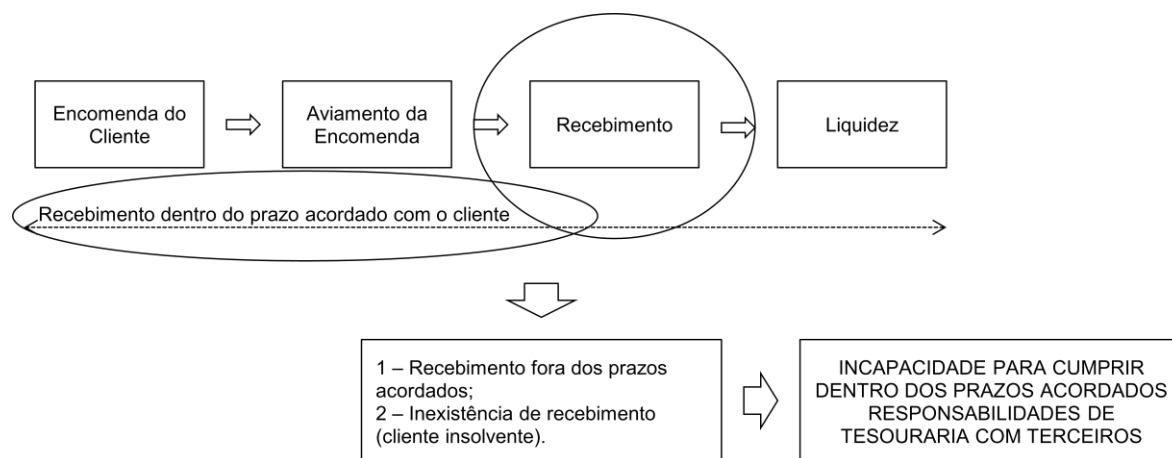 Encomenda do
Cliente
Aviamento da
Encomenda
Recebimento
Liquidez
Recebimento dentro do prazo acordado com o cliente
1 – Recebimento fora dos prazos
acordados;
2 – Inexistência de recebimento
(cliente insolvente).
INCAPACIDADE PARA CUMPRIR
DENTRO DOS PRAZOS ACORDADOS
RESPONSABILIDADES DE
TESOURARIA COM TERCEIROS